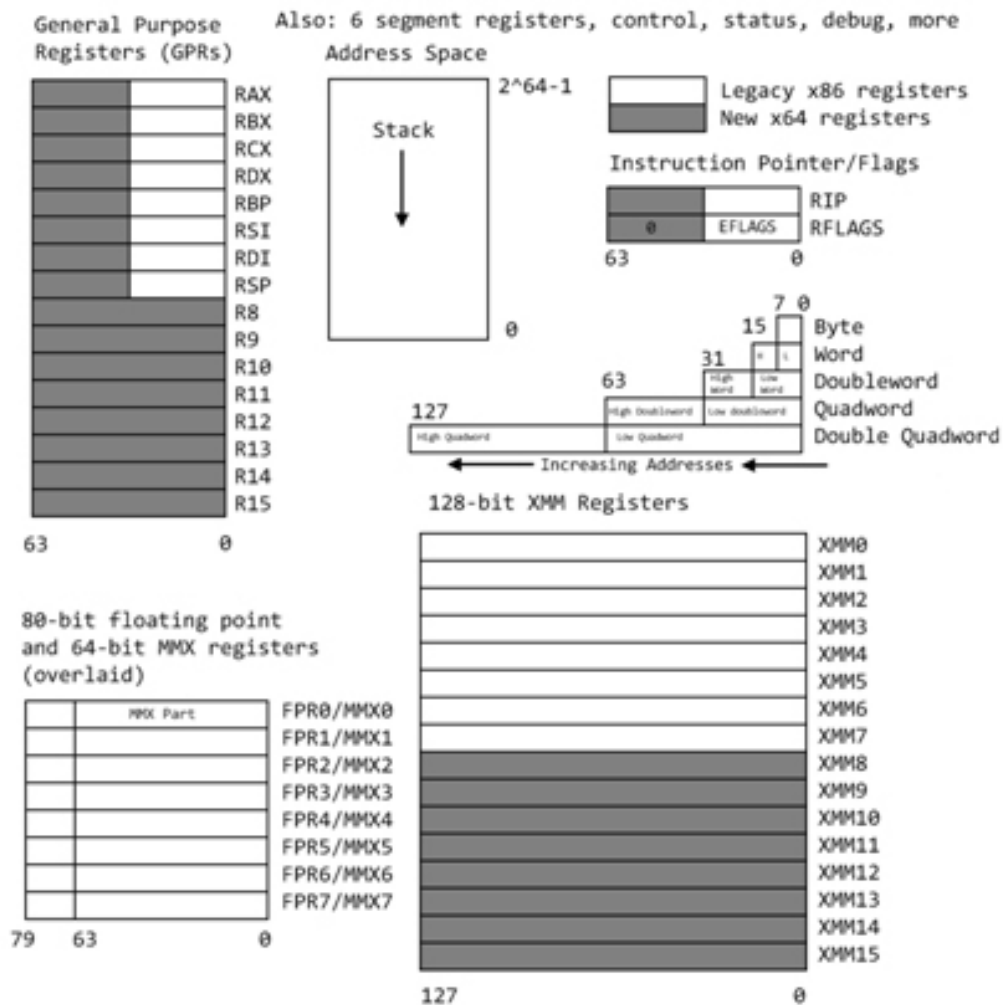 General Purpose
Registers (GPRs)
Also: 6 segment registers, control, status, debug, more
Address Space
2^64-1
Stack
0
Legacy x86 registers
New x64 registers
Instruction Pointer/Flags
RIP
0 EFLAGS RFLAGS
63 0
RAX
RBX
RCX
RDX
RBP
RSI
RDI
RSP
R8
R9
R10
R11
R12
R13
R14
R15
63 0
7 0
Byte
15
H L Word
31
High Word Low Word Doubleword
63
High Doubleword Low doubleword Quadword
127
High Quadword Low Quadword Double Quadword
Increasing Addresses
128-bit XMM Registers
XMM0
XMM1
XMM2
XMM3
XMM4
XMM5
XMM6
XMM7
XMM8
XMM9
XMM10
XMM11
XMM12
XMM13
XMM14
XMM15
127 0
80-bit floating point
and 64-bit MMX registers
(overlaid)
MMX Part FPR0/MMX0
FPR1/MMX1
FPR2/MMX2
FPR3/MMX3
FPR4/MMX4
FPR5/MMX5
FPR6/MMX6
FPR7/MMX7
79 63 0